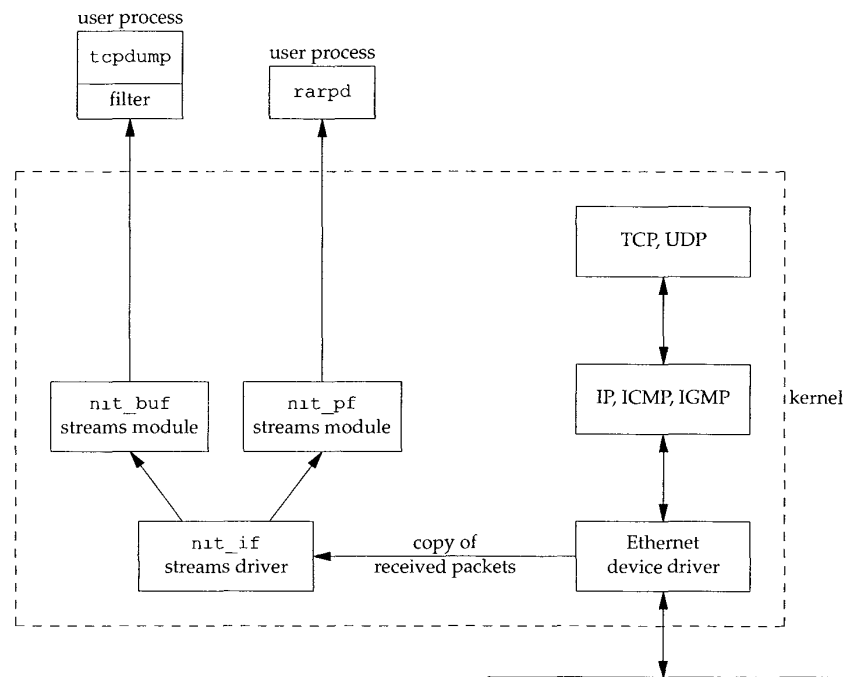 user process
tcpdump
filter
user process
rarpd
TCP, UDP
nit_buf
streams module
nit_pf
streams module
IP, ICMP, IGMP
kernel
nit_if
streams driver
copy of
received packets
Ethernet
device driver